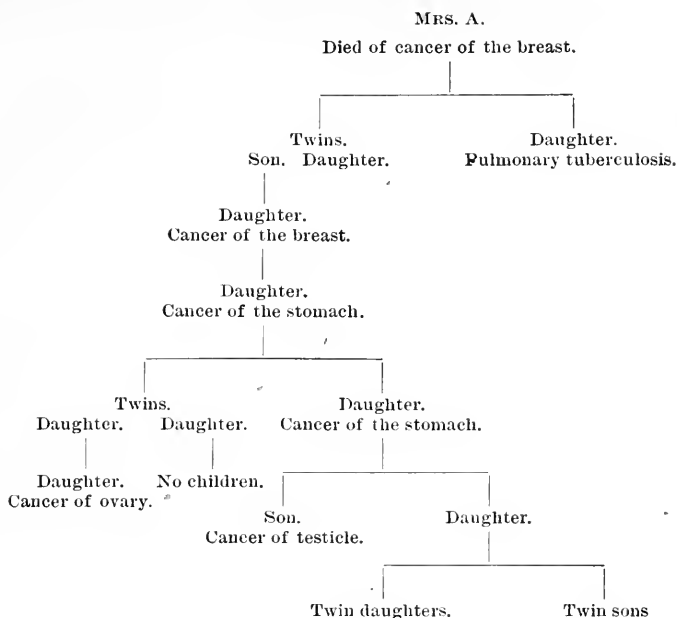 MRS. A.
Died of cancer of the breast.
Twins.
Son. Daughter.
Daughter.
Pulmonary tuberculosis.
Daughter.
Cancer of the breast.
Daughter.
Cancer of the stomach.
Twins.
Daughter. Daughter.
Daughter.
Cancer of the stomach.
Daughter.
Cancer of ovary.
No children.
Son.
Cancer of testicle.
Daughter.
Twin daughters.
Twin sons